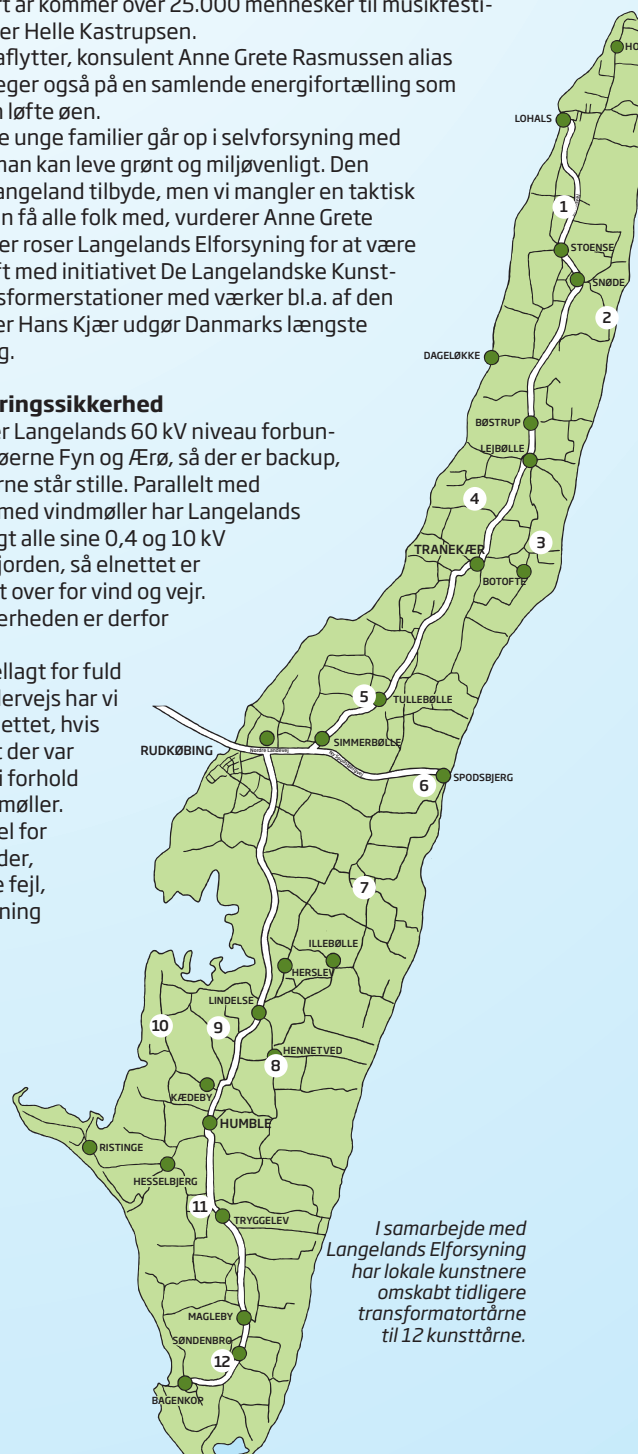 ft år kommer over 25.000 mennesker til musikfesti-
er Helle Kastrupsen.
aflytter, konsulent Anne Grete Rasmussen alias
eger også på en samlende energifortælling som
n løfte øen.
e unge familier går op i selvforsyning med
man kan leve grønt og miljøvenligt. Den
angeland tilbyde, men vi mangler en taktisk
n få alle folk med, vurderer Anne Grete
er roser Langelands Elforsyning for at være
ft med initiativet De Langelandske Kunst-
sformerstationer med værker bl.a. af den
er Hans Kjær udgør Danmarks længste
g.
ringssikkerhed
er Langelands 60 kV niveau forbun-
øerne Fyn og Ærø, så der er backup,
rne står stille. Parallelt med
med vindmøller har Langelands
gt alle sine 0,4 og 10 kV
jorden, så elnettet er
t over for vind og vejr.
erheden er derfor
ellagt for fuld
dervejs har vi
ettet, hvis
t der var
i forhold
møller.
el for
der,
e fejl,
ning
HO
LOHALS
1
STOENSE
SNØDE
2
DAGELØKKE
BØSTRUP
LEJBØLLE
4
3
TRANEKÆR
BOTOFTE
5
TULLEBØLLE
RUDKØBING
SIMMERBØLLE
Nordre Landevej
SPODSBJERG
6
7
ILLEBØLLE
HERSLEV
LINDELSE
10
9
HENNETVED
8
KÆDEBY
HUMBLE
RISTINGE
HESSELBJERG
11
TRYGGELEV
MAGLEBY
SØNDENBRO
12
BAGENKOP
I samarbejde med
Langelands Elforsyning
har lokale kunstnere
omskabt tidligere
transformatortårne
til 12 kunsttårne.